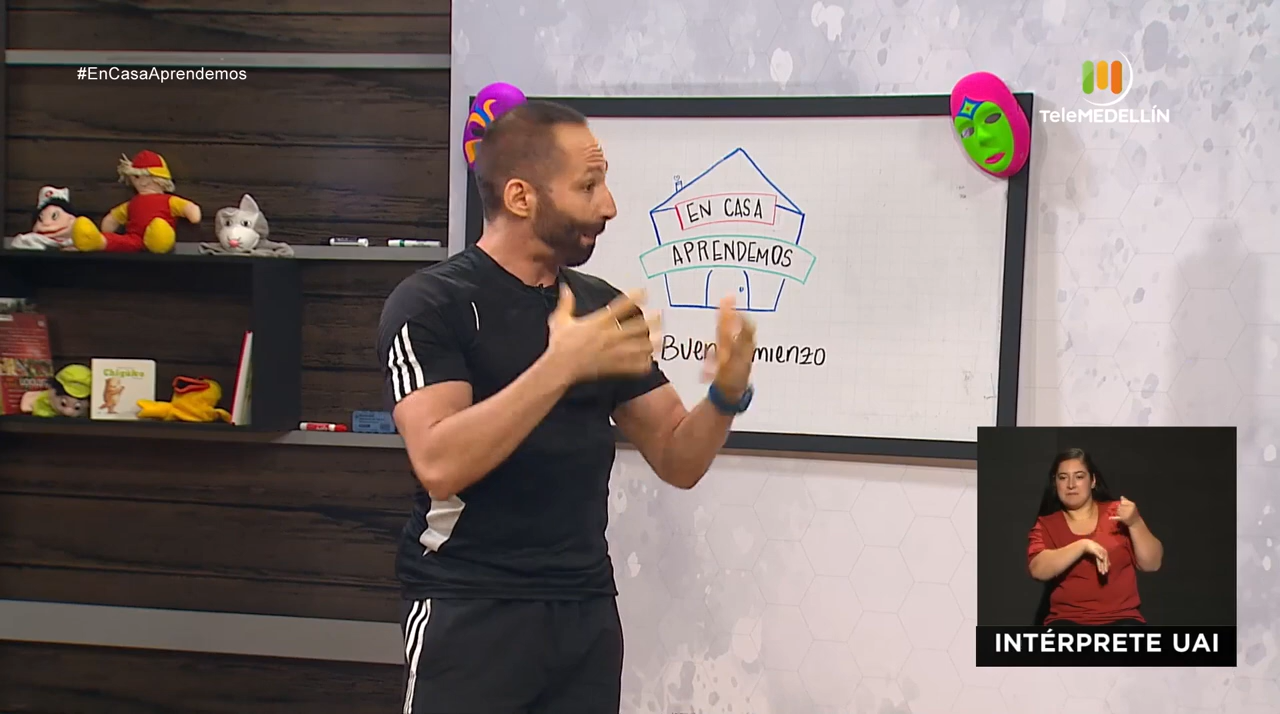 #EnCasaAprendemos
TeleMEDELLÍN
EN CASA
APRENDEMOS
INTÉRPRETE UAI